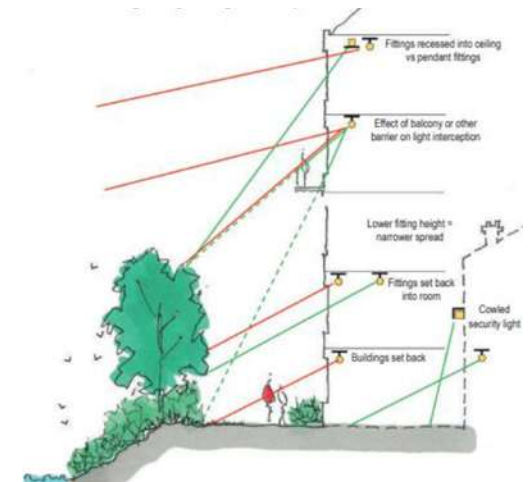 Fittings recessed into ceiling
vs pendant fittings
Effect of balcony or other
barrier on light interception
Lower fitting height =
narrower spread
Fittings set back
into room
Cowled
security light
Buildings set back